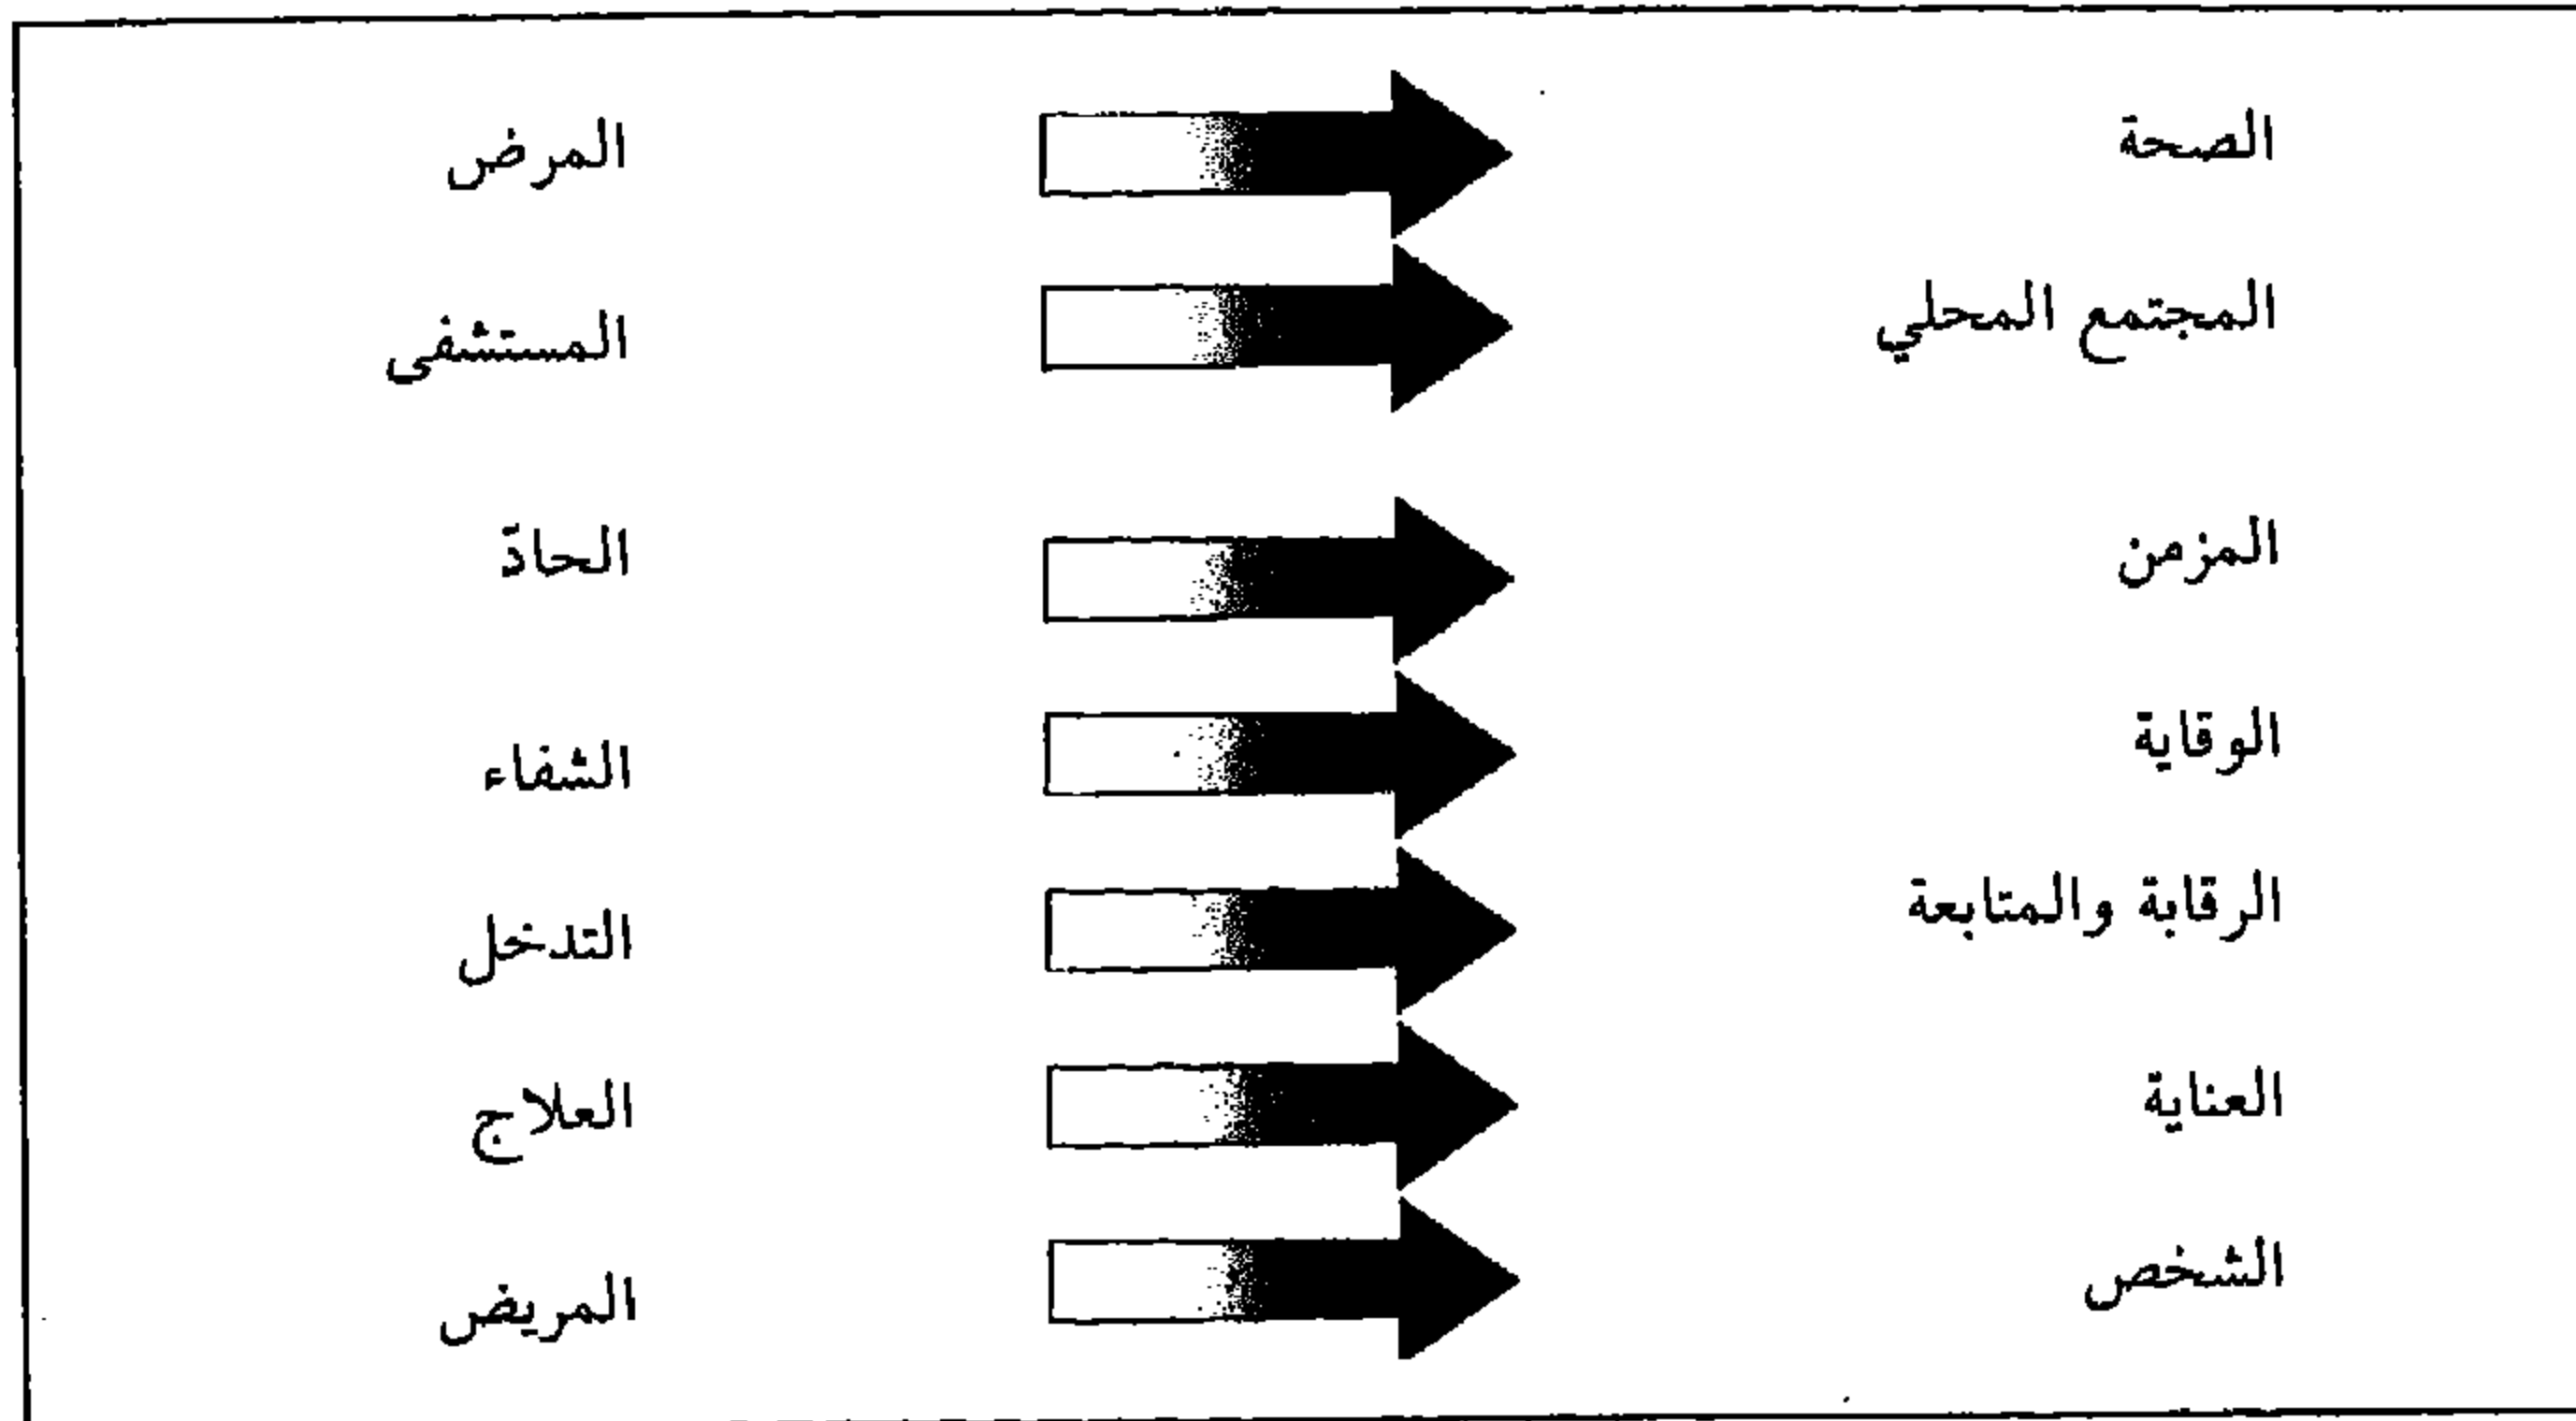 الصحة
المرض
المجتمع المحلي
المستشفى
المزمن
الحادّ
الوقاية
الشفاء
الرقابة والمتابعة
التدخل
العناية
العلاج
الشخص
المريض